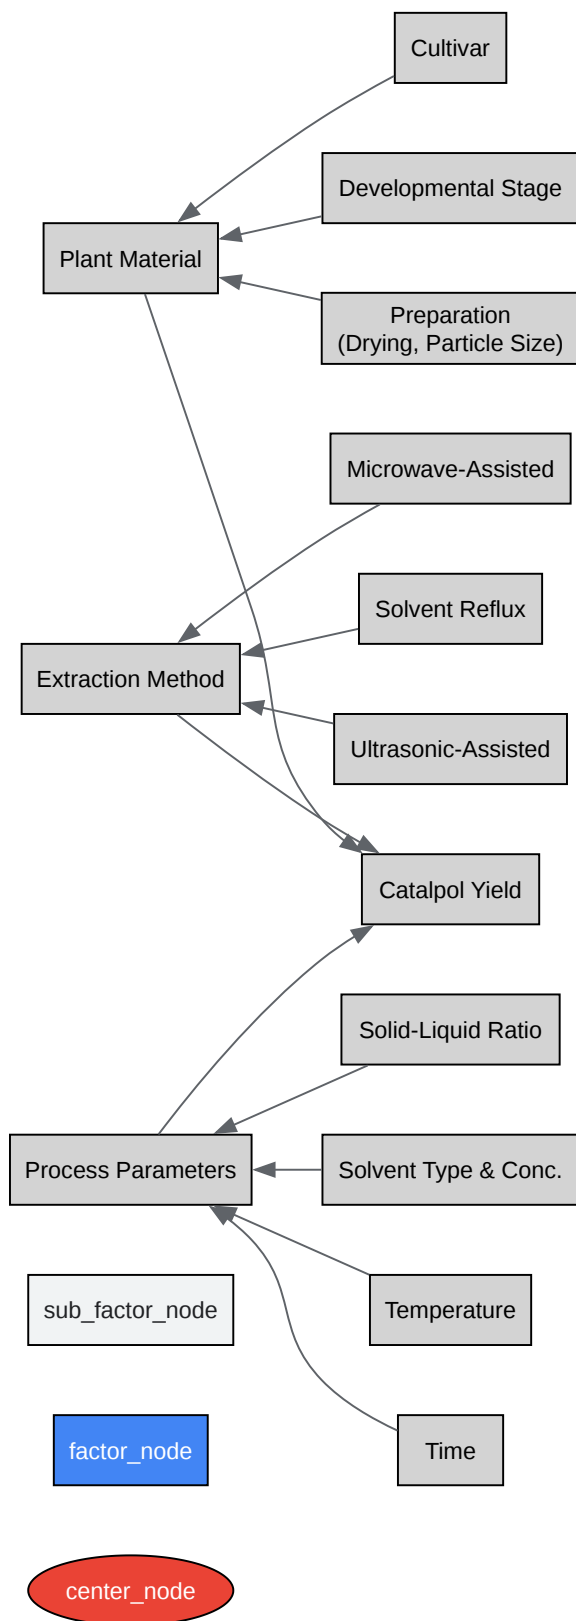 Cultivar
Developmental Stage
Plant Material
Preparation
(Drying, Particle Size)
Microwave-Assisted
Solvent Reflux
Extraction Method
Ultrasonic-Assisted
Catalpol Yield
Solid-Liquid Ratio
Process Parameters
Solvent Type & Conc.
sub_factor_node
Temperature
factor_node
Time
center_node